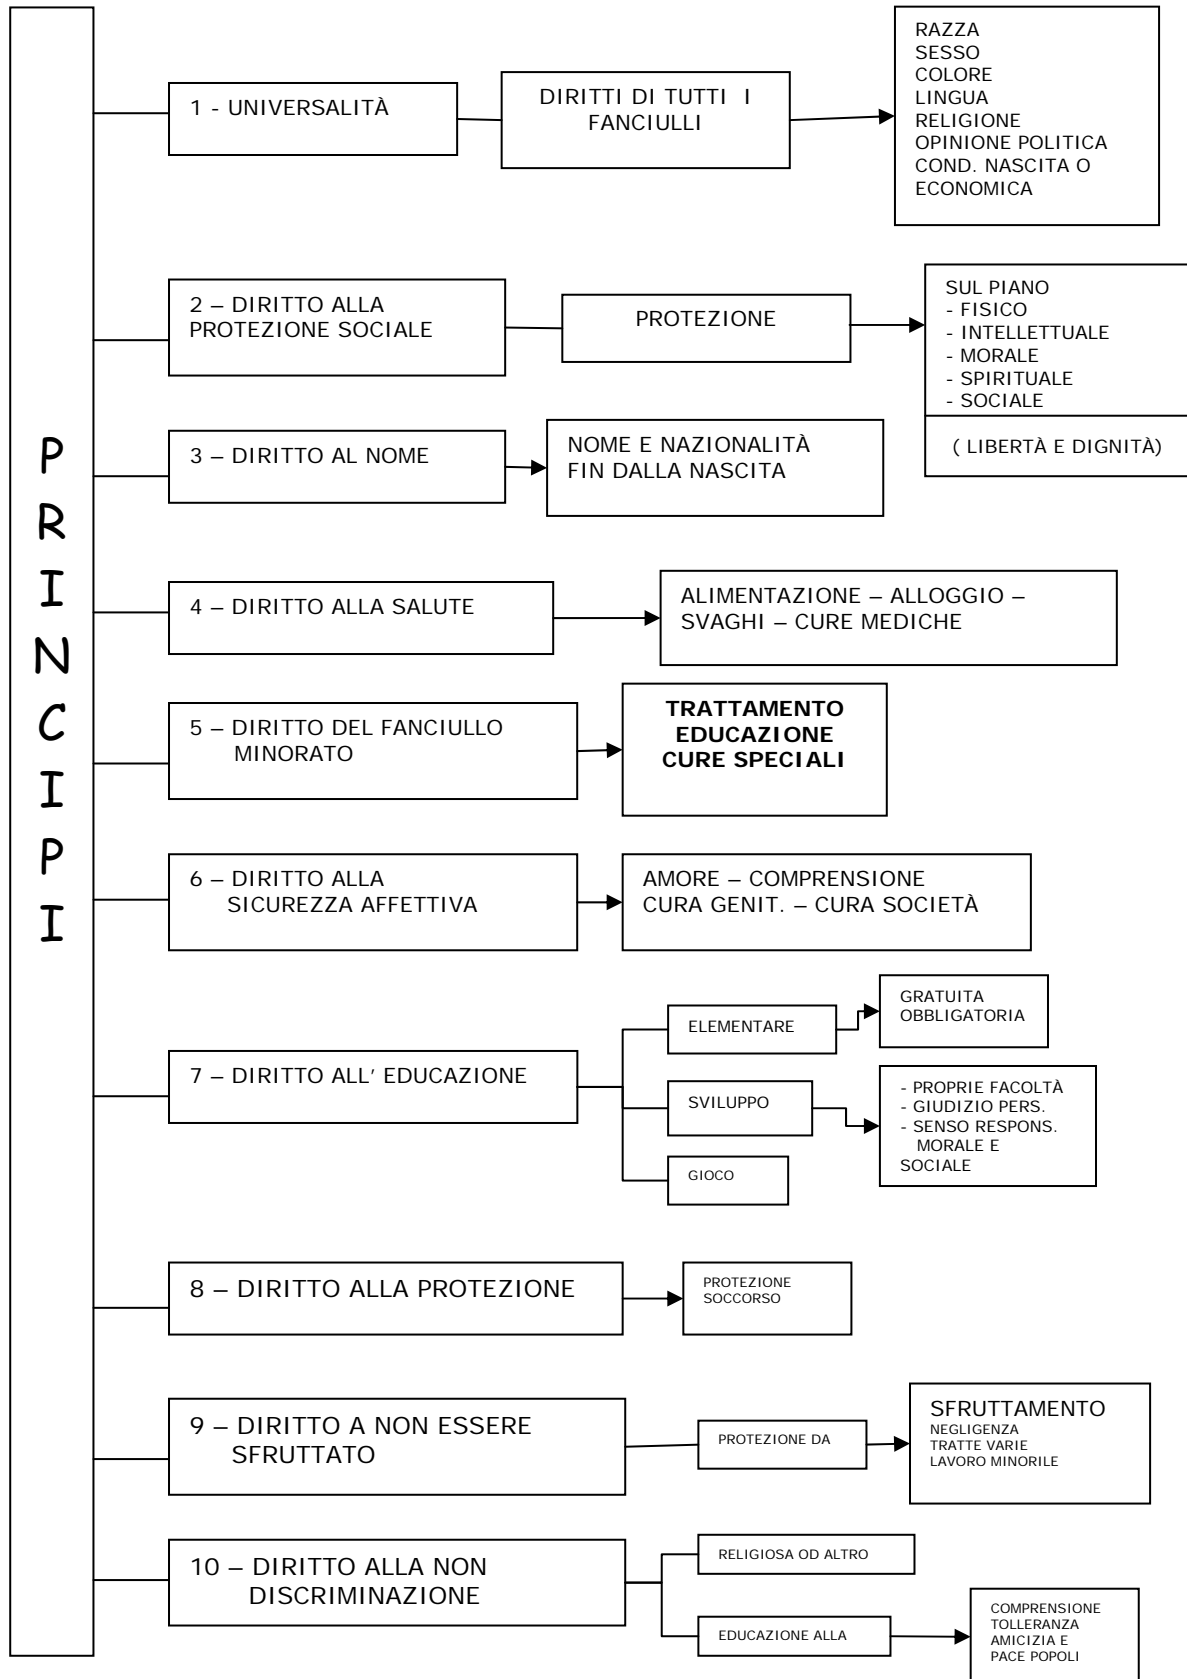 P
R
I
N
C
I
P
I
1 - UNIVERSALITÀ
DIRITTI DI TUTTI I
FANCIULLI
RAZZA
SESSO
COLORE
LINGUA
RELIGIONE
OPINIONE POLITICA
COND. NASCITA O
ECONOMICA
2 – DIRITTO ALLA
PROTEZIONE SOCIALE
PROTEZIONE
SUL PIANO
- FISICO
- INTELLETTUALE
- MORALE
- SPIRITUALE
- SOCIALE
( LIBERTÀ E DIGNITÀ)
3 – DIRITTO AL NOME
NOME E NAZIONALITÀ
FIN DALLA NASCITA
4 – DIRITTO ALLA SALUTE
ALIMENTAZIONE – ALLOGGIO –
SVAGHI – CURE MEDICHE
5 – DIRITTO DEL FANCIULLO
MINORATO
TRATTAMENTO
EDUCAZIONE
CURE SPECIALI
6 – DIRITTO ALLA
SICUREZZA AFFETTIVA
AMORE – COMPRENSIONE
CURA GENIT. – CURA SOCIETÀ
7 – DIRITTO ALL’ EDUCAZIONE
ELEMENTARE
GRATUITA
OBBLIGATORIA
SVILUPPO
- PROPRIE FACOLTÀ
- GIUDIZIO PERS.
- SENSO RESPONS.
MORALE E
SOCIALE
GIOCO
8 – DIRITTO ALLA PROTEZIONE
PROTEZIONE
SOCCORSO
9 – DIRITTO A NON ESSERE
SFRUTTATO
PROTEZIONE DA
SFRUTTAMENTO
NEGLIGENZA
TRATTE VARIE
LAVORO MINORILE
10 – DIRITTO ALLA NON
DISCRIMINAZIONE
RELIGIOSA OD ALTRO
EDUCAZIONE ALLA
COMPRENSIONE
TOLLERANZA
AMICIZIA E
PACE POPOLI